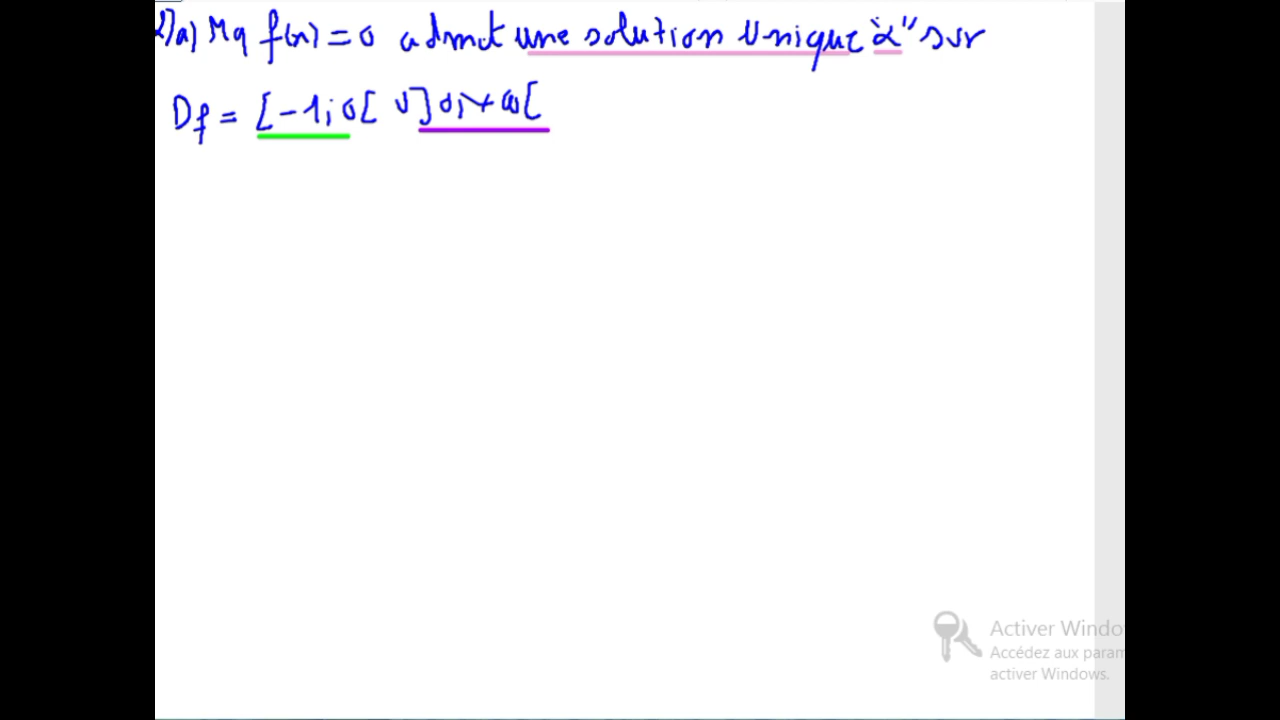 2)a) Mq f(x) = 0 admet une solution unique "α" sur
Df = [-1; 0[ ∪ ]0; +∞[
Activer Windo
Accédez aux param
activer Windows.